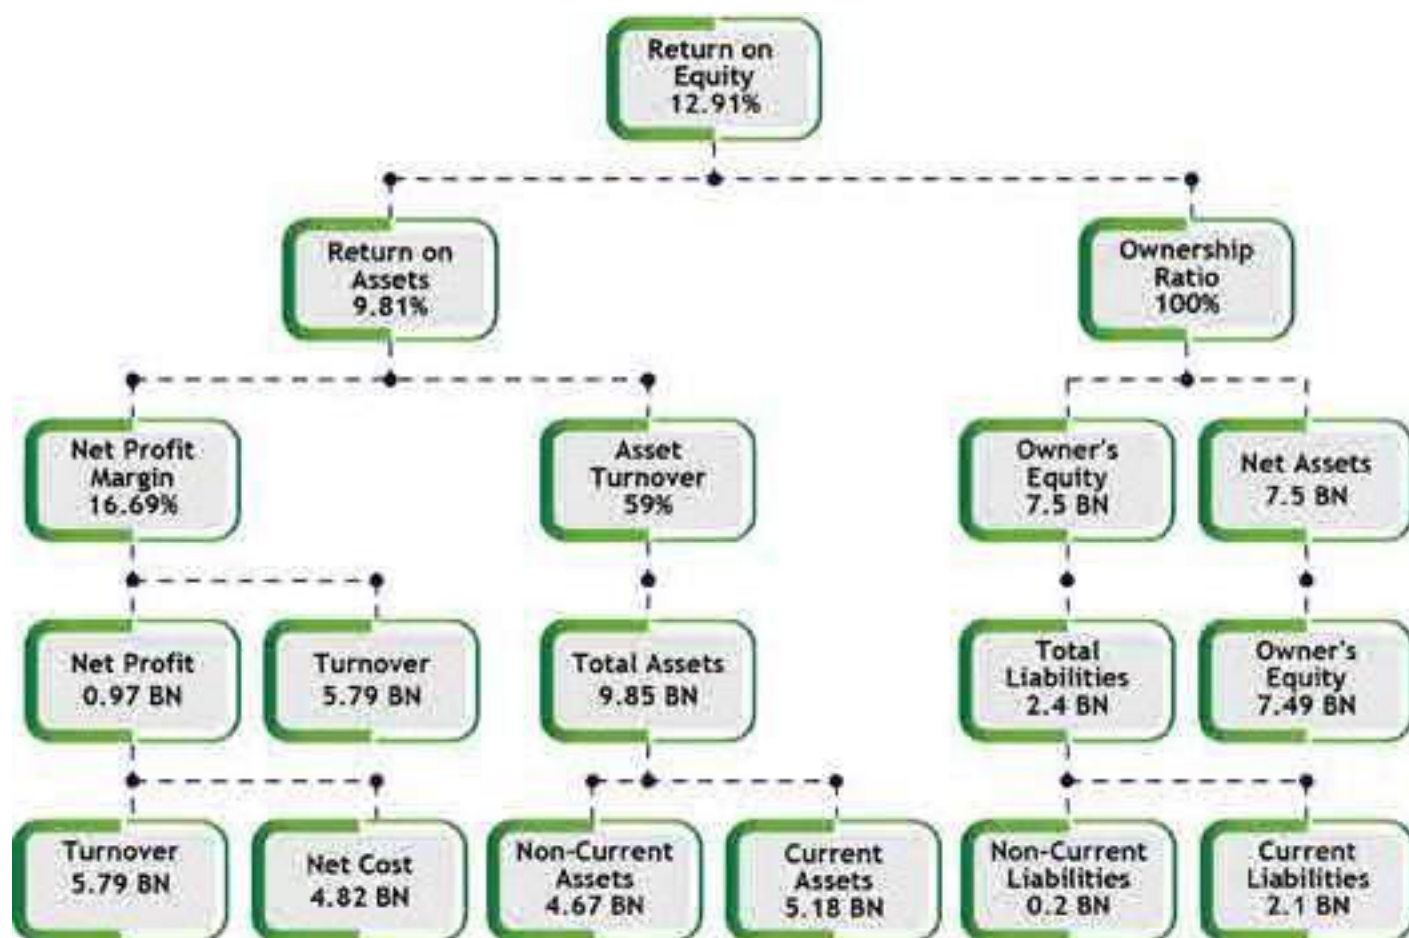 Return on
Equity
12.91%
Return on
Assets
9.81%
Ownership
Ratio
100%
Net Profit
Margin
16.69%
Asset
Turnover
59%
Owner's
Equity
7.5 BN
Net Assets
7.5 BN
Net Profit
0.97 BN
Turnover
5.79 BN
Total Assets
9.85 BN
Total
Liabilities
2.4 BN
Owner's
Equity
7.49 BN
Turnover
5.79 BN
Net Cost
4.82 BN
Non-Current
Assets
4.67 BN
Current
Assets
5.18 BN
Non-Current
Liabilities
0.2 BN
Current
Liabilities
2.1 BN